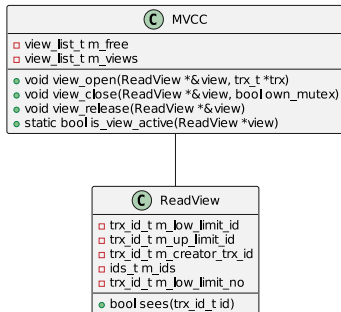 C MVCC
view_list_t m_free
view_list_t m_views
void view_open(ReadView *&view, trx_t *trx)
void view_close(ReadView *&view, bool own_mutex)
void view_release(ReadView *&view)
static bool is_view_active(ReadView *view)
C ReadView
trx_id_t m_low_limit_id
trx_id_t m_up_limit_id
trx_id_t m_creator_trx_id
ids_t m_ids
trx_id_t m_low_limit_no
bool sees(trx_id_t id)